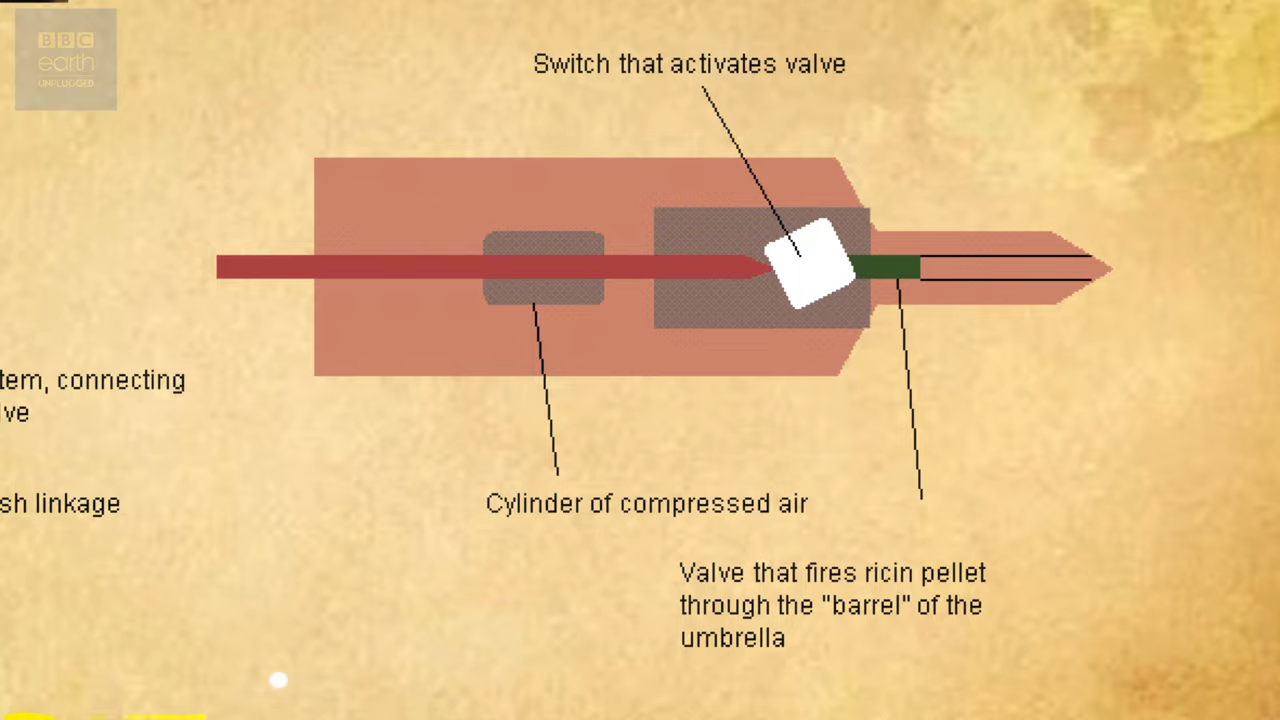 BBC
earth
UNPLUGGED
Switch that activates valve
tem, connecting
lve
sh linkage
Cylinder of compressed air
Valve that fires ricin pellet
through the "barrel" of the
umbrella